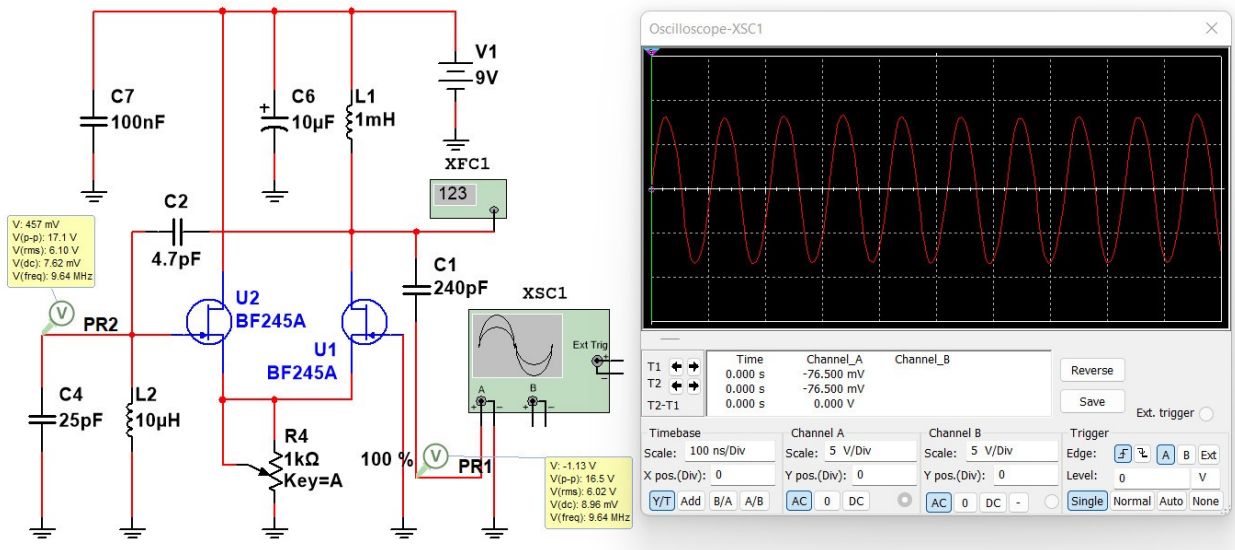 C7
100nF
C6
10µF
+
L1
1mH
V1
9V
XFC1
123
C2
4.7pF
V: 457 mV
V(p-p): 17.1 V
V(rms): 6.10 V
V(dc): 7.62 mV
V(freq): 9.64 MHz
V
PR2
U2
BF245A
U1
BF245A
C1
240pF
XSC1
Ext Trig
+
-
A
B
+ - + -
C4
25pF
L2
10µH
R4
1kΩ
Key=A
100 %
V
PR1
V: -1.13 V
V(p-p): 16.5 V
V(rms): 6.02 V
V(dc): 8.96 mV
V(freq): 9.64 MHz
Oscilloscope-XSC1
Time Channel_A Channel_B
T1 0.000 s -76.500 mV
T2 0.000 s -76.500 mV
T2-T1 0.000 s 0.000 V
Reverse
Save
Ext. trigger
Timebase
Scale: 100 ns/Div
X pos.(Div): 0
Y/T Add B/A A/B
Channel A
Scale: 5 V/Div
Y pos.(Div): 0
AC 0 DC
Channel B
Scale: 5 V/Div
Y pos.(Div): 0
AC 0 DC -
Trigger
Edge: A B Ext
Level: 0 V
Single Normal Auto None